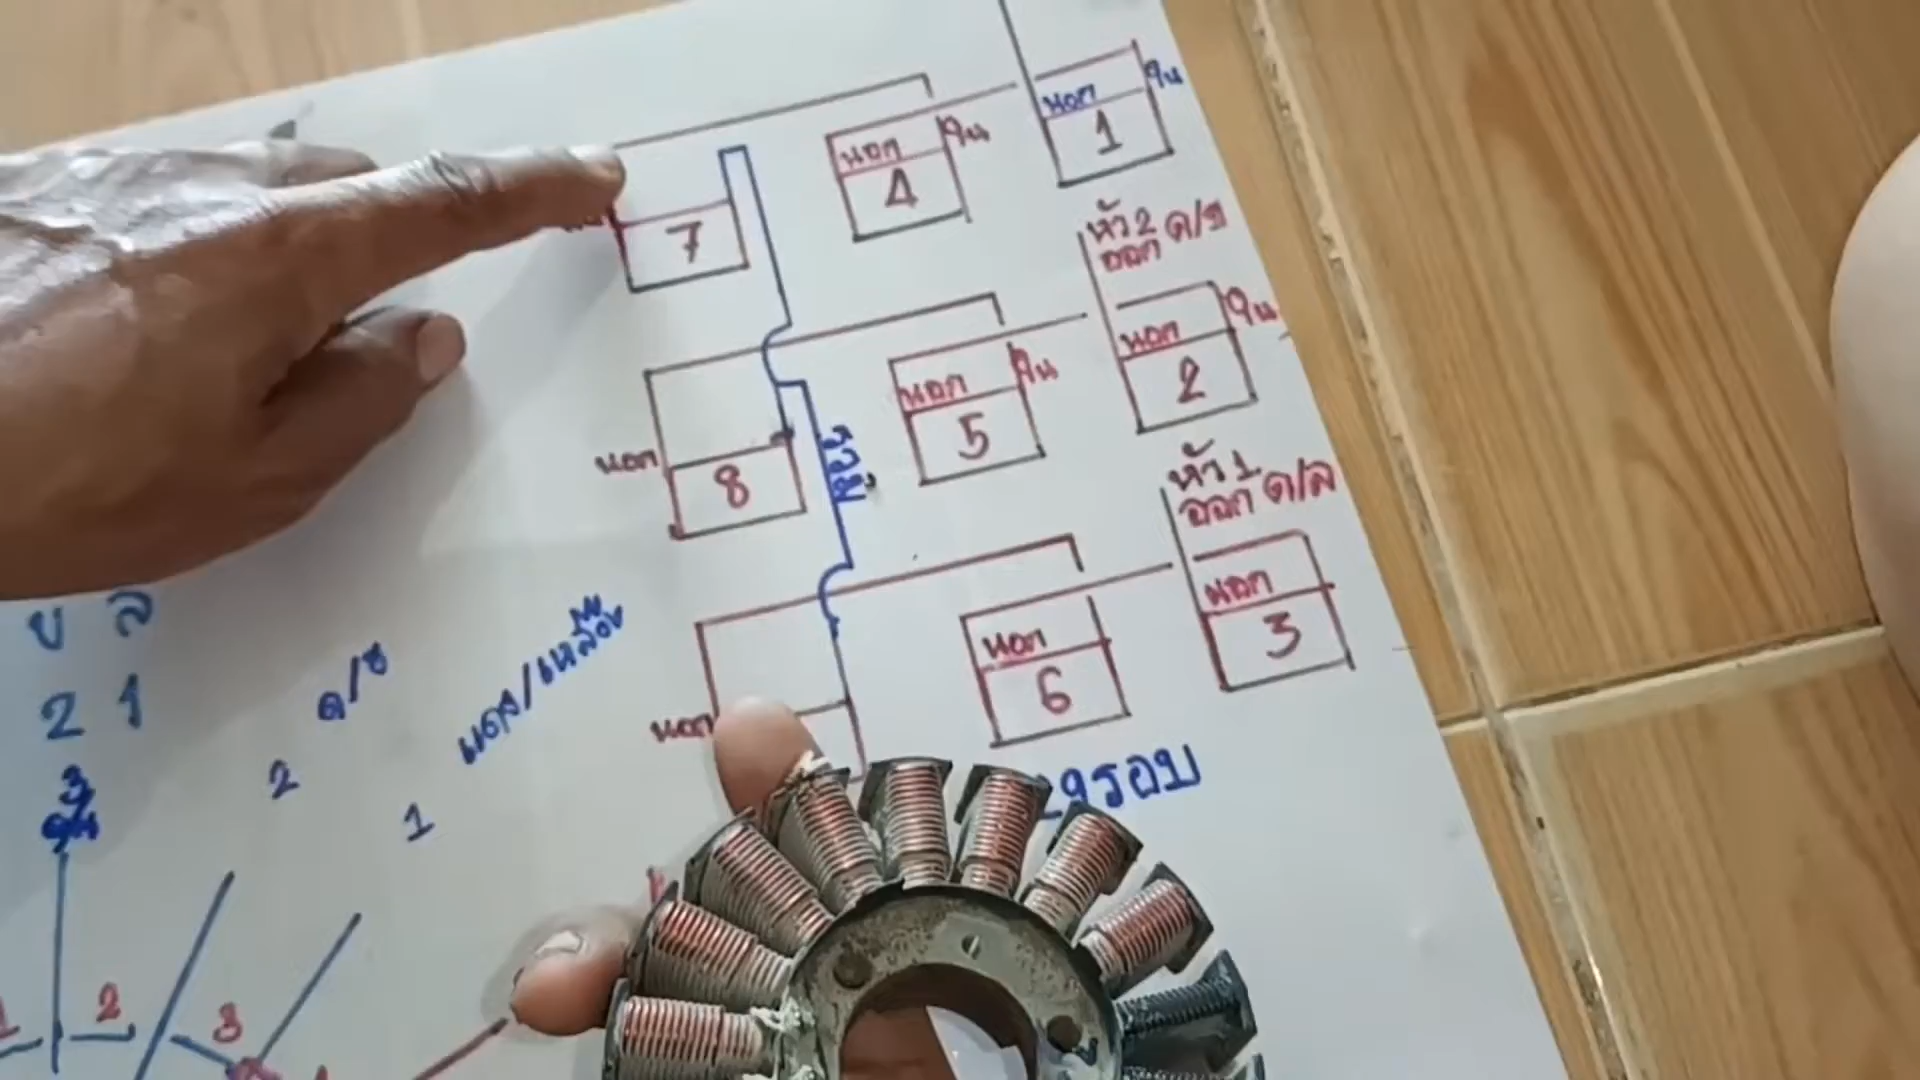 นอก
ใน
1
นอก
ใน
4
7
หัว 2
ออก ด/ข
นอก
ใน
2
นอก
ใน
5
นอก
8
รวม
หัว 1
ออก ด/ล
นอก
3
นอก
6
นอก
รอบ
ข ล
2 1
3
ด/ข
2
แดง/เหลือง
1
1
2
3